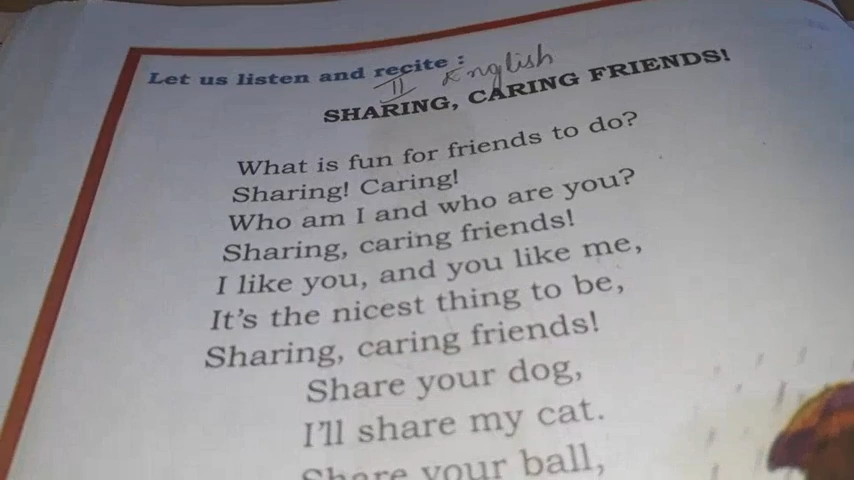 Let us listen and recite :
II English
SHARING, CARING FRIENDS!
What is fun for friends to do?
Sharing! Caring!
Who am I and who are you?
Sharing, caring friends!
I like you, and you like me,
It's the nicest thing to be,
Sharing, caring friends!
Share your dog,
I'll share my cat.
Share your ball,